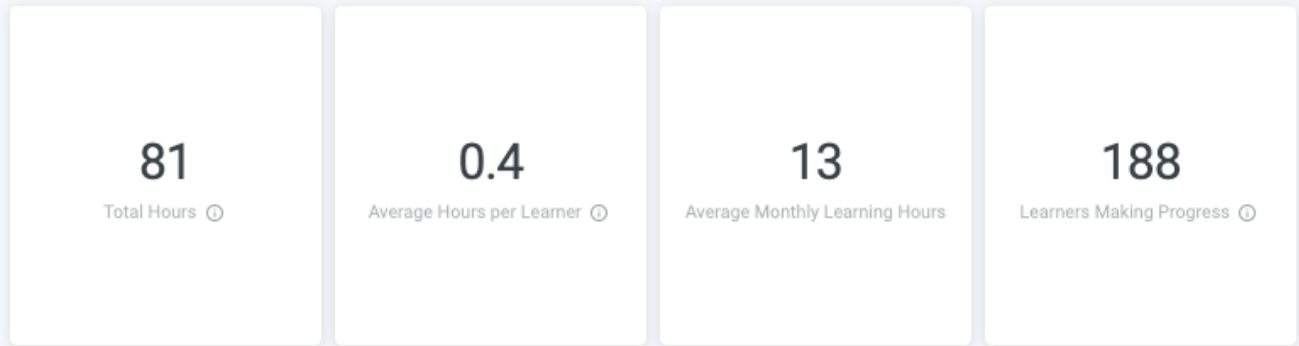 81
Total Hours
0.4
Average Hours per Learner
13
Average Monthly Learning Hours
188
Learners Making Progress